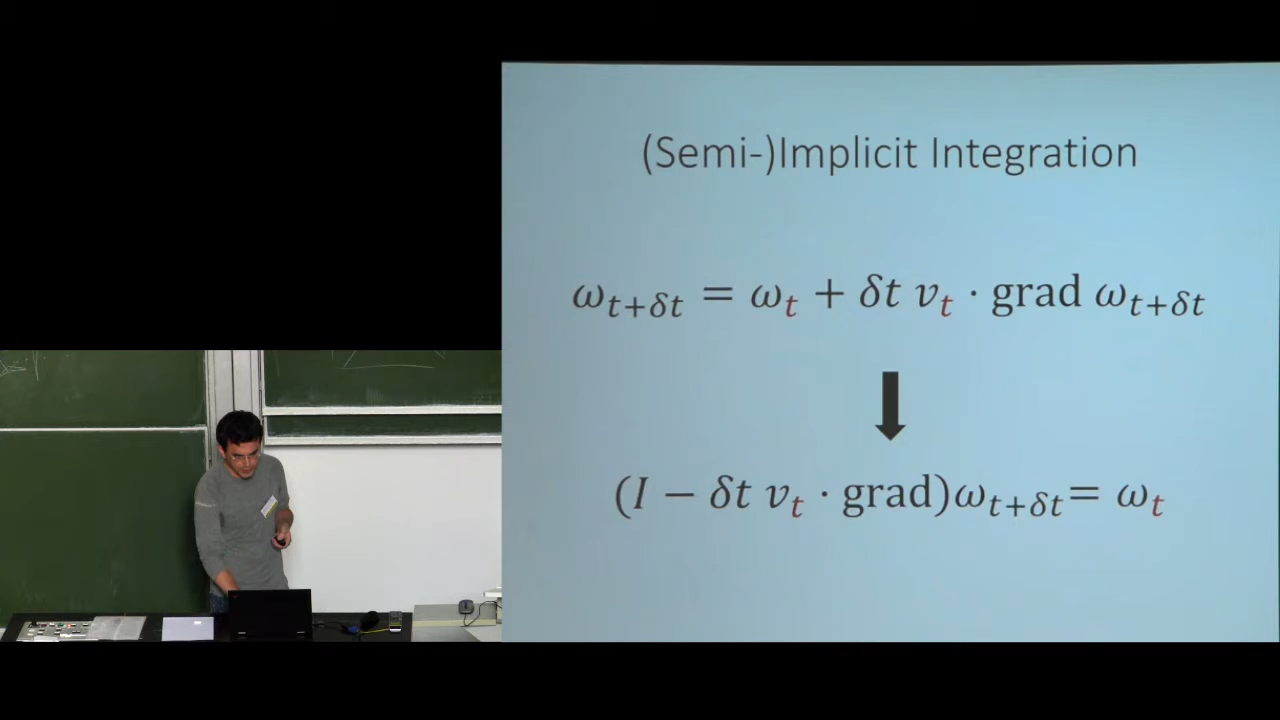 (Semi-)Implicit Integration
ω_{t+δt} = ω_t + δt v_t · grad ω_{t+δt}
(I − δt v_t · grad)ω_{t+δt} = ω_t